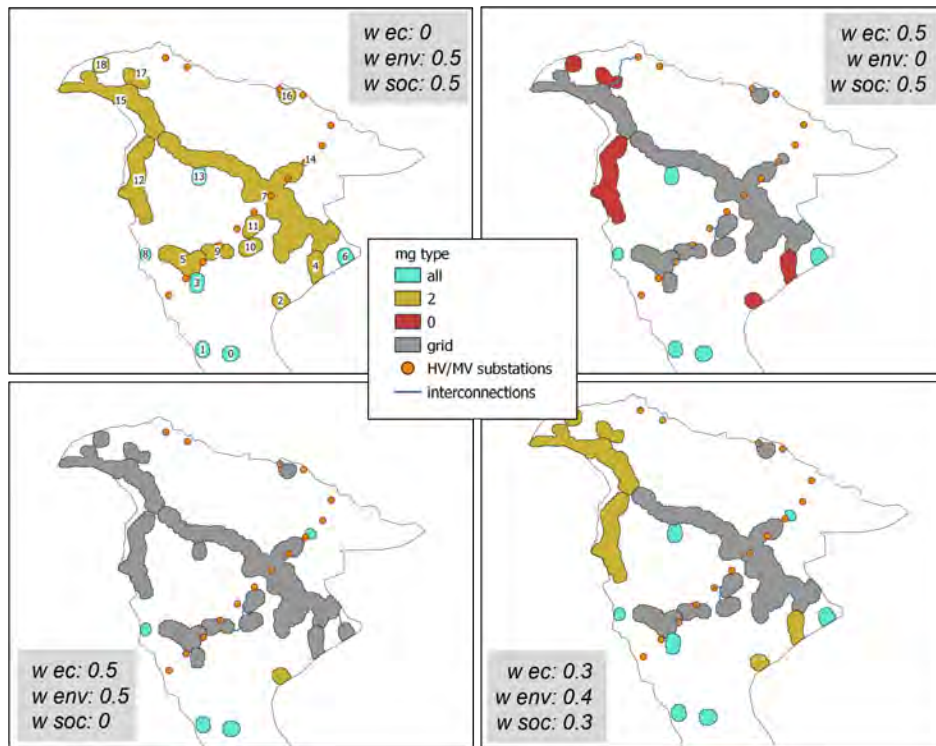 w ec: 0
w env: 0.5
w soc: 0.5
18
17
15
16
14
12
13
7
11
10
9
8
5
3
4
6
2
1
0
w ec: 0.5
w env: 0
w soc: 0.5
mg type
all
2
0
grid
HV/MV substations
interconnections
w ec: 0.5
w env: 0.5
w soc: 0
w ec: 0.3
w env: 0.4
w soc: 0.3